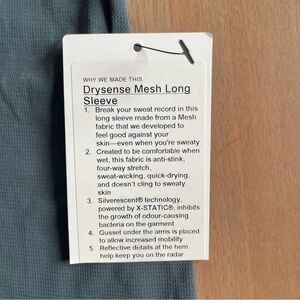 WHY WE MADE THIS
Drysense Mesh Long
Sleeve
1. Break your sweat record in this
long sleeve made from a Mesh
fabric that we developed to
feel good against your
skin—even when you're sweaty
2. Created to be comfortable when
wet, this fabric is anti-stink,
four-way stretch,
sweat-wicking, quick-drying,
and doesn't cling to sweaty
skin
3. Silverescent® technology,
powered by X-STATIC®, inhibits
the growth of odour-causing
bacteria on the garment
4. Gusset under the arms is placed
to allow increased mobility
5. Reflective details at the hem
help keep you on the radar